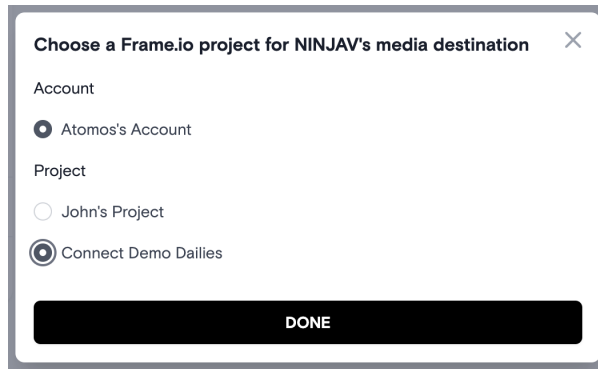 Choose a Frame.io project for NINJAV's media destination
Account
Atomos's Account
Project
John's Project
Connect Demo Dailies
DONE